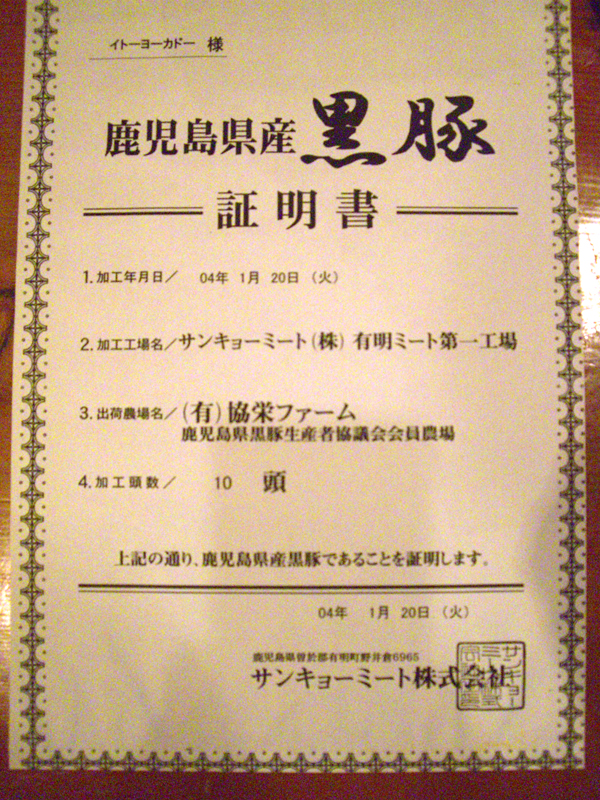 イトーヨーカドー 様
鹿児島県産黒豚
証明書
1.加工年月日／ 04年 1月 20日 （火）
2.加工工場名／サンキョーミート(株) 有明ミート第一工場
3.出荷農場名／(有)協栄ファーム
鹿児島県黒豚生産者協議会会員農場
4.加工頭数／ 10 頭
上記の通り、鹿児島県産黒豚であることを証明します。
04年 1月 20日 （火）
鹿児島県曽於郡有明町野井倉6965
サンキョーミート株式会社